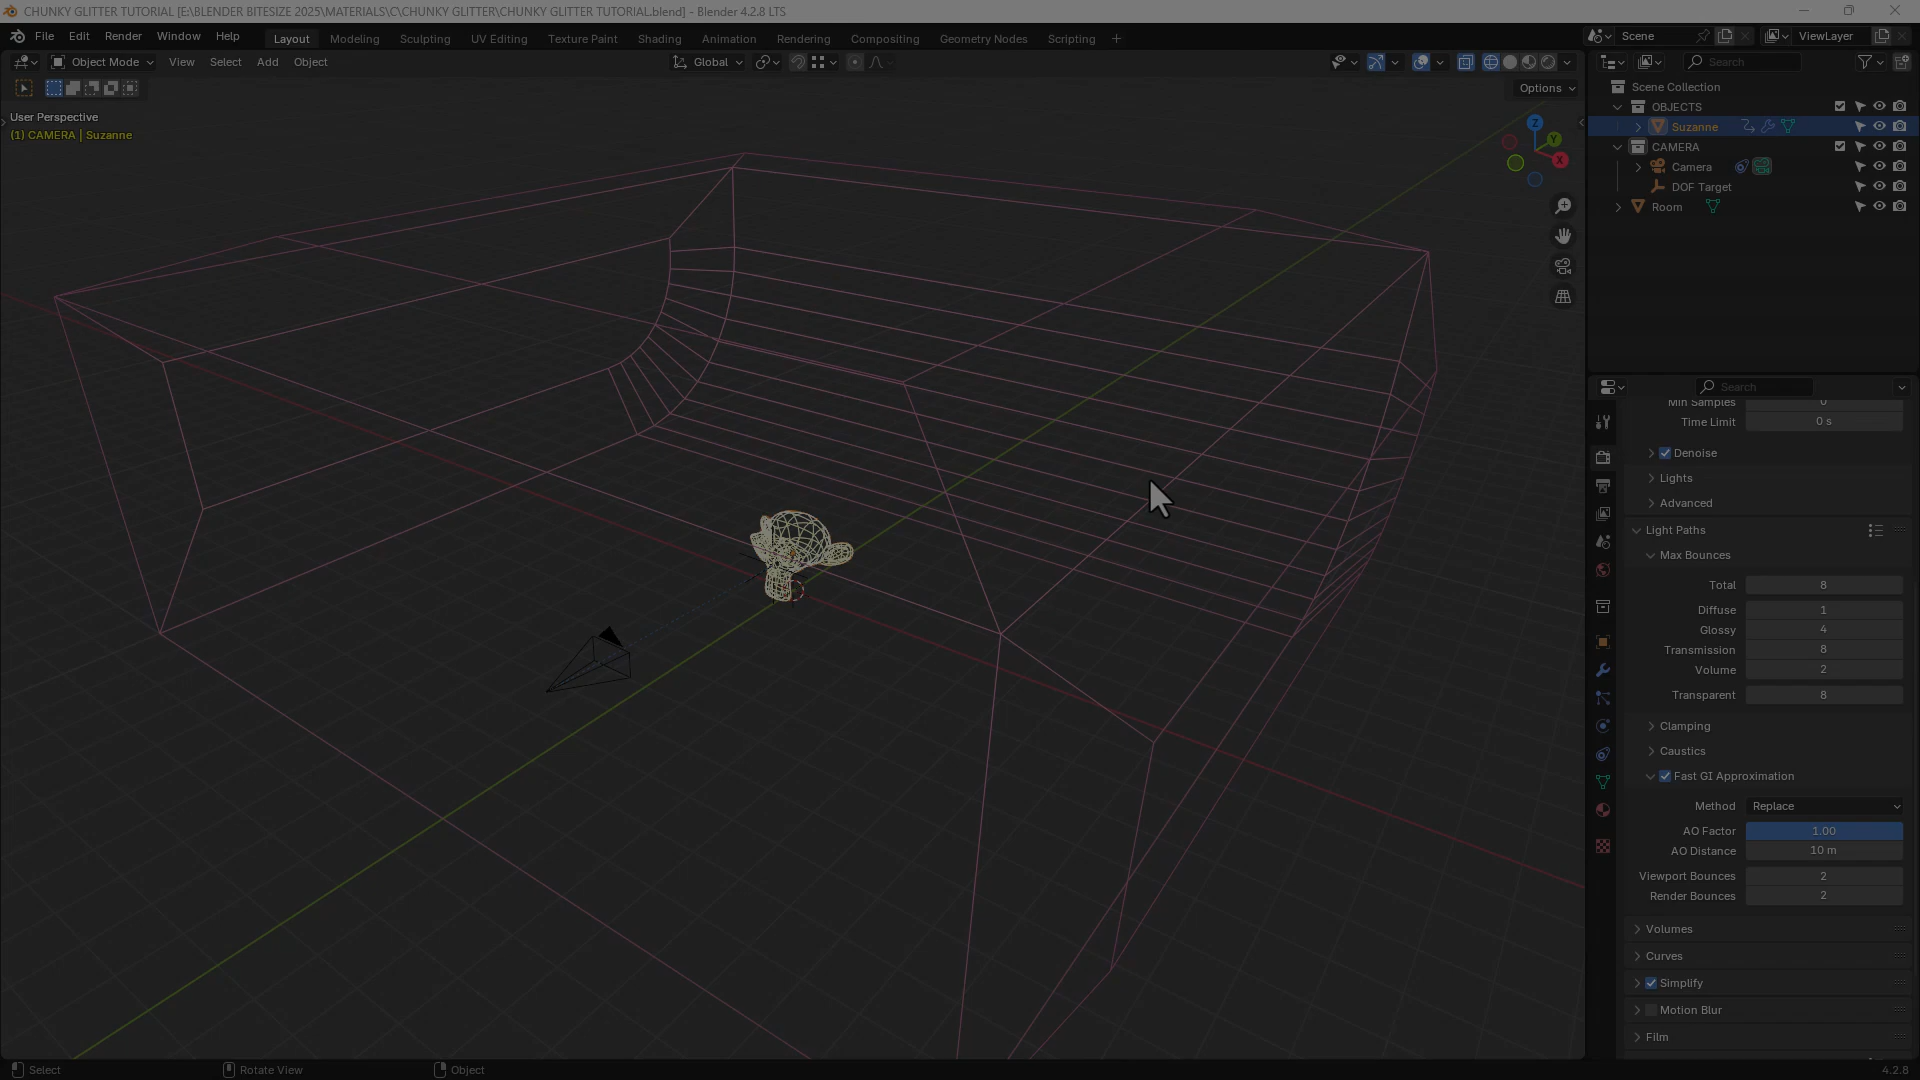 CHUNKY GLITTER TUTORIAL [E:\BLENDER BITESIZE 2025\MATERIALS\C\CHUNKY GLITTER\CHUNKY GLITTER TUTORIAL.blend] - Blender 4.2.8 LTS
File Edit Render Window Help Layout Modeling Sculpting UV Editing Texture Paint Shading Animation Rendering Compositing Geometry Nodes Scripting + Scene ViewLayer
Object Mode View Select Add Object Global Search
Options
User Perspective
(1) CAMERA | Suzanne
Z
Y
X
Scene Collection
OBJECTS
Suzanne
CAMERA
Camera
DOF Target
Room
Search
Min Samples 0
Time Limit 0 s
Denoise
Lights
Advanced
Light Paths
Max Bounces
Total 8
Diffuse 1
Glossy 4
Transmission 8
Volume 2
Transparent 8
Clamping
Caustics
Fast GI Approximation
Method Replace
AO Factor 1.00
AO Distance 10 m
Viewport Bounces 2
Render Bounces 2
Volumes
Curves
Simplify
Motion Blur
Film
Select Rotate View Object 4.2.8